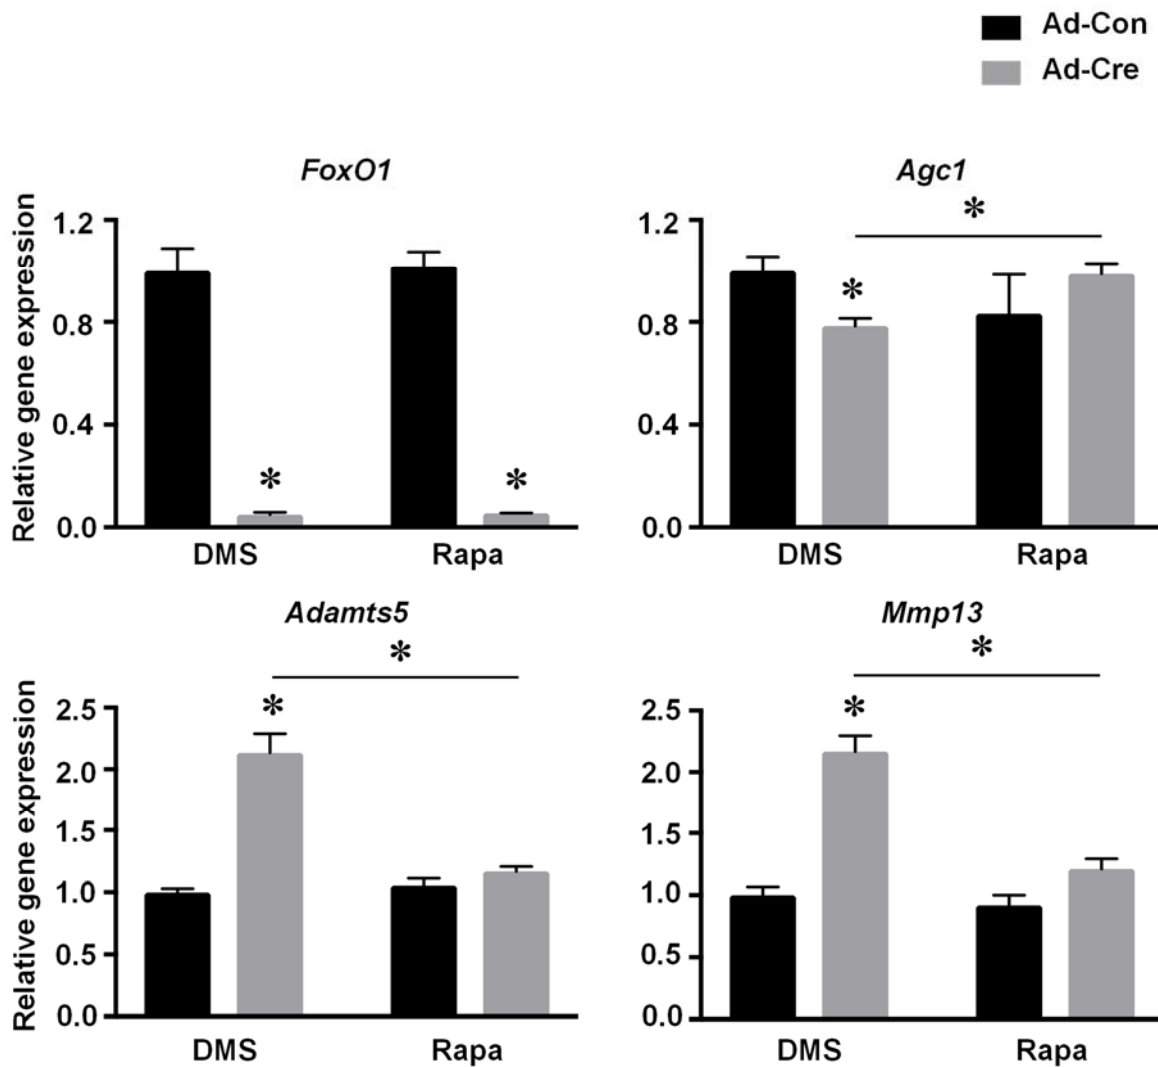 Ad-Con
Ad-Cre
FoxO1
Relative gene expression
1.2
0.8
0.4
0.0
*
*
DMS
Rapa
Agc1
*
1.2
*
0.8
0.4
0.0
DMS
Rapa
Adamts5
*
Relative gene expression
2.5
*
2.0
1.5
1.0
0.5
0.0
DMS
Rapa
Mmp13
*
2.5
*
2.0
1.5
1.0
0.5
0.0
DMS
Rapa